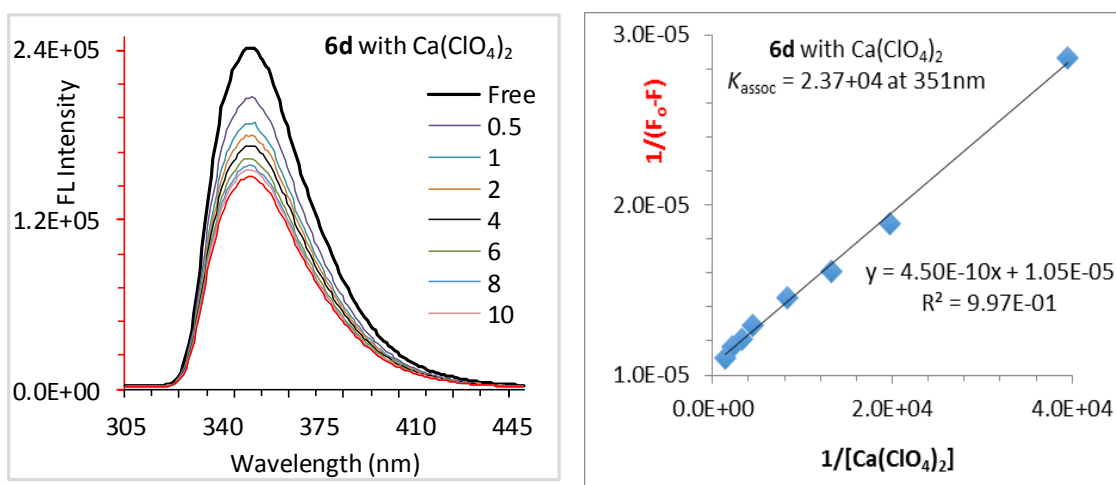 6d with Ca(ClO4)2
2.4E+05
1.2E+05
0.0E+00
FL Intensity
Free
0.5
1
2
4
6
8
10
305
340
375
410
445
Wavelength (nm)
6d with Ca(ClO4)2
Kassoc = 2.37+04 at 351nm
3.0E-05
2.0E-05
1.0E-05
1/(Fo-F)
y = 4.50E-10x + 1.05E-05
R² = 9.97E-01
0.0E+00
2.0E+04
4.0E+04
1/[Ca(ClO4)2]